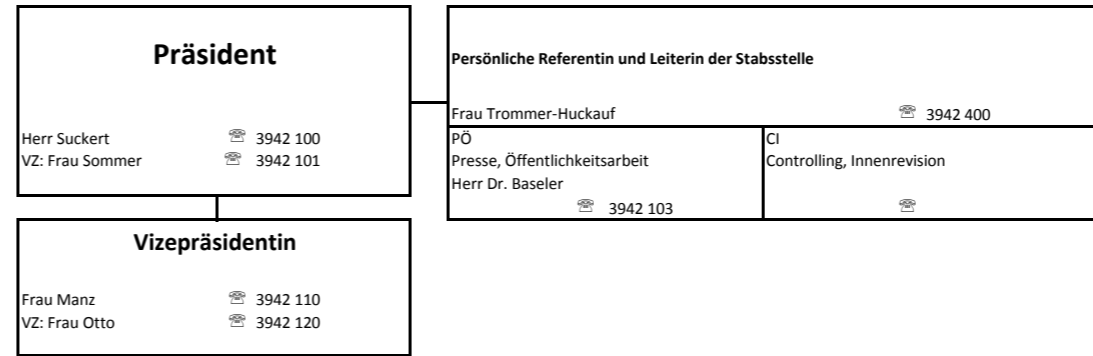 Präsident
Herr Suckert ☏ 3942 100
VZ: Frau Sommer ☏ 3942 101
Persönliche Referentin und Leiterin der Stabsstelle
Frau Trommer-Huckauf ☏ 3942 400
PÖ
Presse, Öffentlichkeitsarbeit
Herr Dr. Baseler
☏ 3942 103
CI
Controlling, Innenrevision
☏
Vizepräsidentin
Frau Manz ☏ 3942 110
VZ: Frau Otto ☏ 3942 120